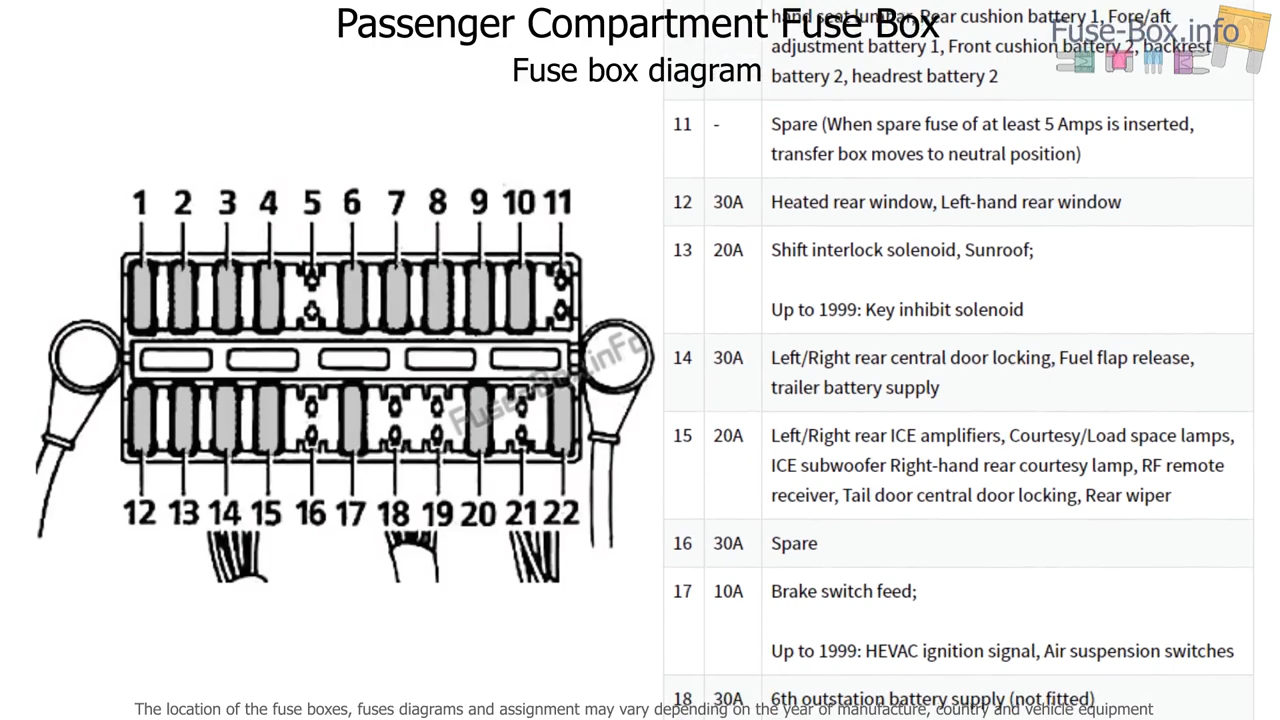 Passenger Compartment Fuse Box
Fuse box diagram
Fuse-Box.info
hand seat lumbar, Rear cushion battery 1, Fore/aft
adjustment battery 1, Front cushion battery 2, backrest
battery 2, headrest battery 2
11 - Spare (When spare fuse of at least 5 Amps is inserted,
transfer box moves to neutral position)
12 30A Heated rear window, Left-hand rear window
13 20A Shift interlock solenoid, Sunroof;
Up to 1999: Key inhibit solenoid
14 30A Left/Right rear central door locking, Fuel flap release,
trailer battery supply
15 20A Left/Right rear ICE amplifiers, Courtesy/Load space lamps,
ICE subwoofer Right-hand rear courtesy lamp, RF remote
receiver, Tail door central door locking, Rear wiper
16 30A Spare
17 10A Brake switch feed;
Up to 1999: HEVAC ignition signal, Air suspension switches
18 30A 6th outstation battery supply (not fitted)
1 2 3 4 5 6 7 8 9 10 11
Fuse-Box.inFo
12 13 14 15 16 17 18 19 20 21 22
The location of the fuse boxes, fuses diagrams and assignment may vary depending on the year of manufacture, country and vehicle equipment